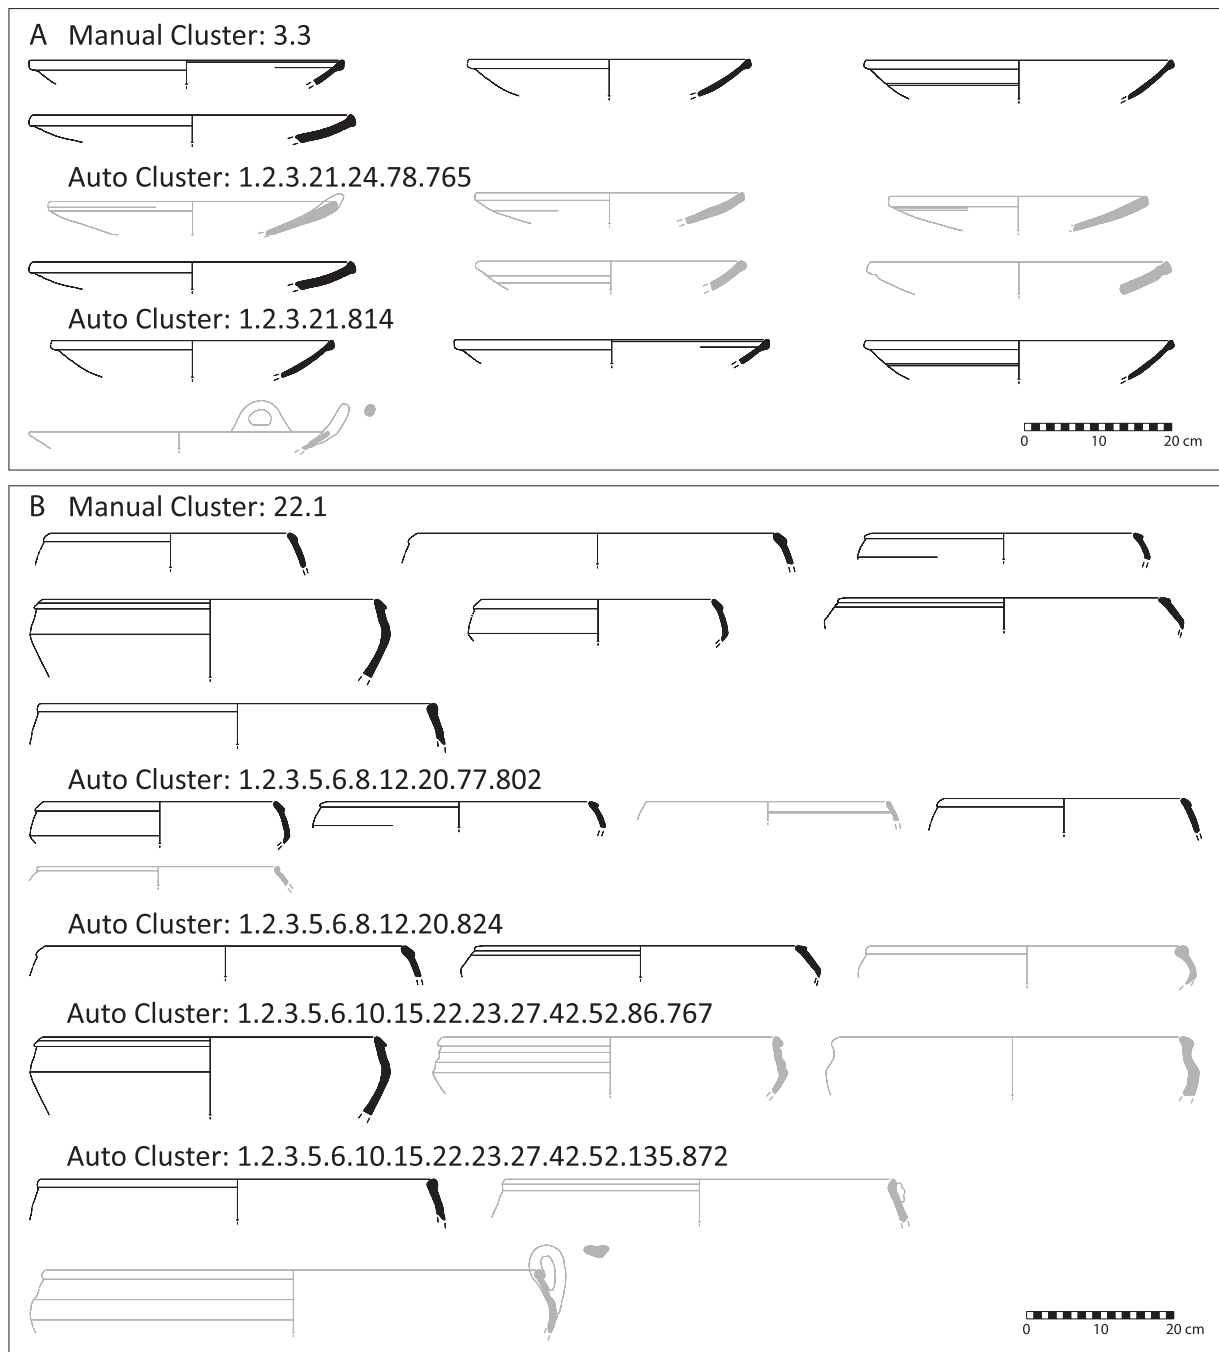 A Manual Cluster: 3.3
Auto Cluster: 1.2.3.21.24.78.765
Auto Cluster: 1.2.3.21.814
0 10 20 cm
B Manual Cluster: 22.1
Auto Cluster: 1.2.3.5.6.8.12.20.77.802
Auto Cluster: 1.2.3.5.6.8.12.20.824
Auto Cluster: 1.2.3.5.6.10.15.22.23.27.42.52.86.767
Auto Cluster: 1.2.3.5.6.10.15.22.23.27.42.52.135.872
0 10 20 cm